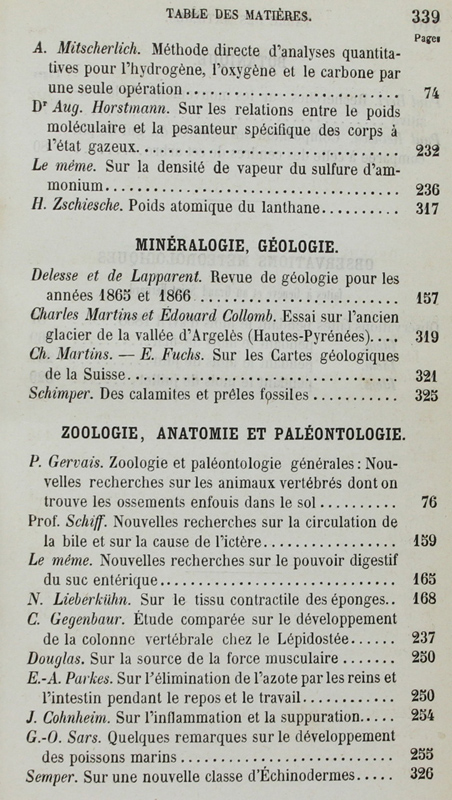 TABLE DES MATIÈRES. 339
Pages
A. Mitscherlich. Méthode directe d'analyses quantita-
tives pour l'hydrogène, l'oxygène et le carbone par
une seule opération.......................... 74
Dr Aug. Horstmann. Sur les relations entre le poids
moléculaire et la pesanteur spécifique des corps à
l'état gazeux................................ 232
Le même. Sur la densité de vapeur du sulfure d'am-
monium.................................... 236
H. Zschiesche. Poids atomique du lanthane.......... 317
MINÉRALOGIE, GÉOLOGIE.
Delesse et de Lapparent. Revue de géologie pour les
années 1865 et 1866 ......................... 157
Charles Martins et Edouard Collomb. Essai sur l'ancien
glacier de la vallée d'Argelès (Hautes-Pyrénées).... 319
Ch. Martins. — E. Fuchs. Sur les Cartes géologiques
de la Suisse.................................. 321
Schimper. Des calamites et prêles fossiles ........... 325
ZOOLOGIE, ANATOMIE ET PALÉONTOLOGIE.
P. Gervais. Zoologie et paléontologie générales: Nou-
velles recherches sur les animaux vertébrés dont on
trouve les ossements enfouis dans le sol.......... 76
Prof. Schiff. Nouvelles recherches sur la circulation de
la bile et sur la cause de l'ictère................. 159
Le même. Nouvelles recherches sur le pouvoir digestif
du suc entérique.............................. 165
N. Lieberkühn. Sur le tissu contractile des éponges.. 168
C. Gegenbaur. Étude comparée sur le développement
de la colonne vertébrale chez le Lépidostée...... 237
Douglas. Sur la source de la force musculaire ....... 250
E.-A. Parkes. Sur l'élimination de l'azote par les reins et
l'intestin pendant le repos et le travail............ 250
J. Cohnheim. Sur l'inflammation et la suppuration..... 254
G.-O. Sars. Quelques remarques sur le développement
des poissons marins ........................... 255
Semper. Sur une nouvelle classe d'Échinodermes..... 326